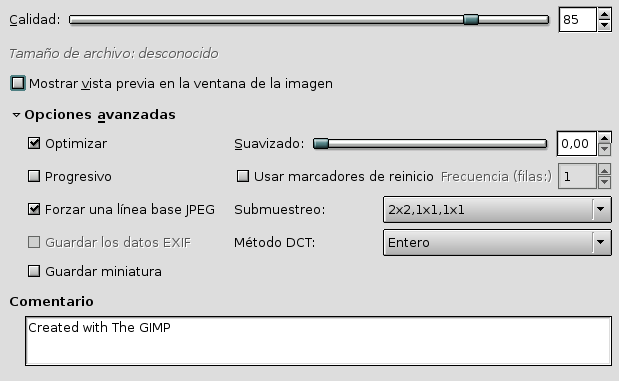 Calidad: 85
Tamaño de archivo: desconocido
Mostrar vista previa en la ventana de la imagen
Opciones avanzadas
Optimizar Suavizado: 0,00
Progresivo Usar marcadores de reinicio Frecuencia (filas:) 1
Forzar una línea base JPEG Submuestreo: 2x2,1x1,1x1
Guardar los datos EXIF Método DCT: Entero
Guardar miniatura
Comentario
Created with The GIMP